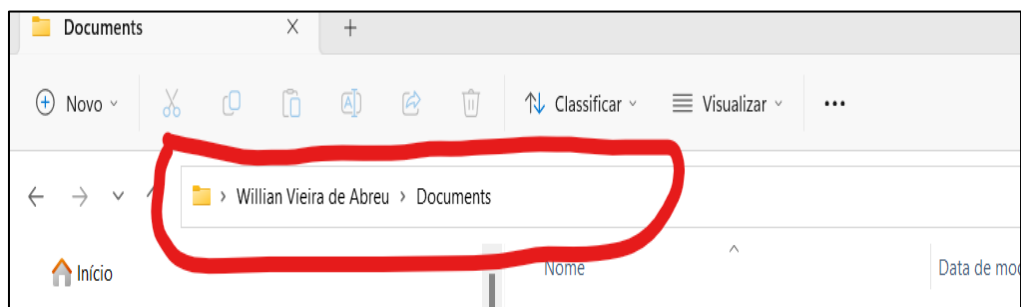 Documents
Novo
Classificar
Visualizar
Willian Vieira de Abreu > Documents
Início
Nome
Data de mod